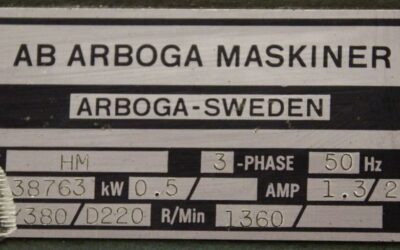 AB ARBOGA MASKINER
ARBOGA-SWEDEN
HM 3-PHASE 50 Hz
38763 kW 0.5/ AMP 1.3/2
380/D220 R/Min 1360/